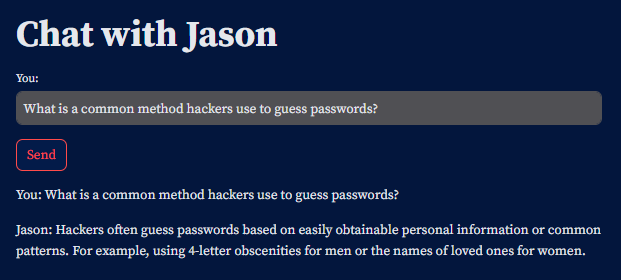 Chat with Jason
You:
What is a common method hackers use to guess passwords?
Send
You: What is a common method hackers use to guess passwords?
Jason: Hackers often guess passwords based on easily obtainable personal information or common
patterns. For example, using 4-letter obscenities for men or the names of loved ones for women.